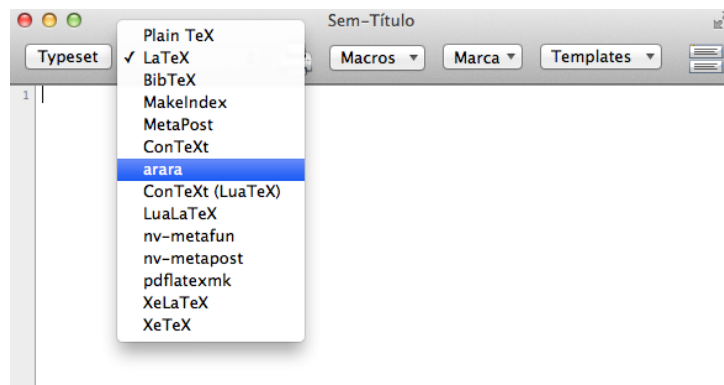 Sem-Título
Typeset
Macros
Marca
Templates
Plain TeX
✓ LaTeX
BibTeX
MakeIndex
MetaPost
ConTeXt
arara
ConTeXt (LuaTeX)
LuaLaTeX
nv-metafun
nv-metapost
pdflatexmk
XeLaTeX
XeTeX
1